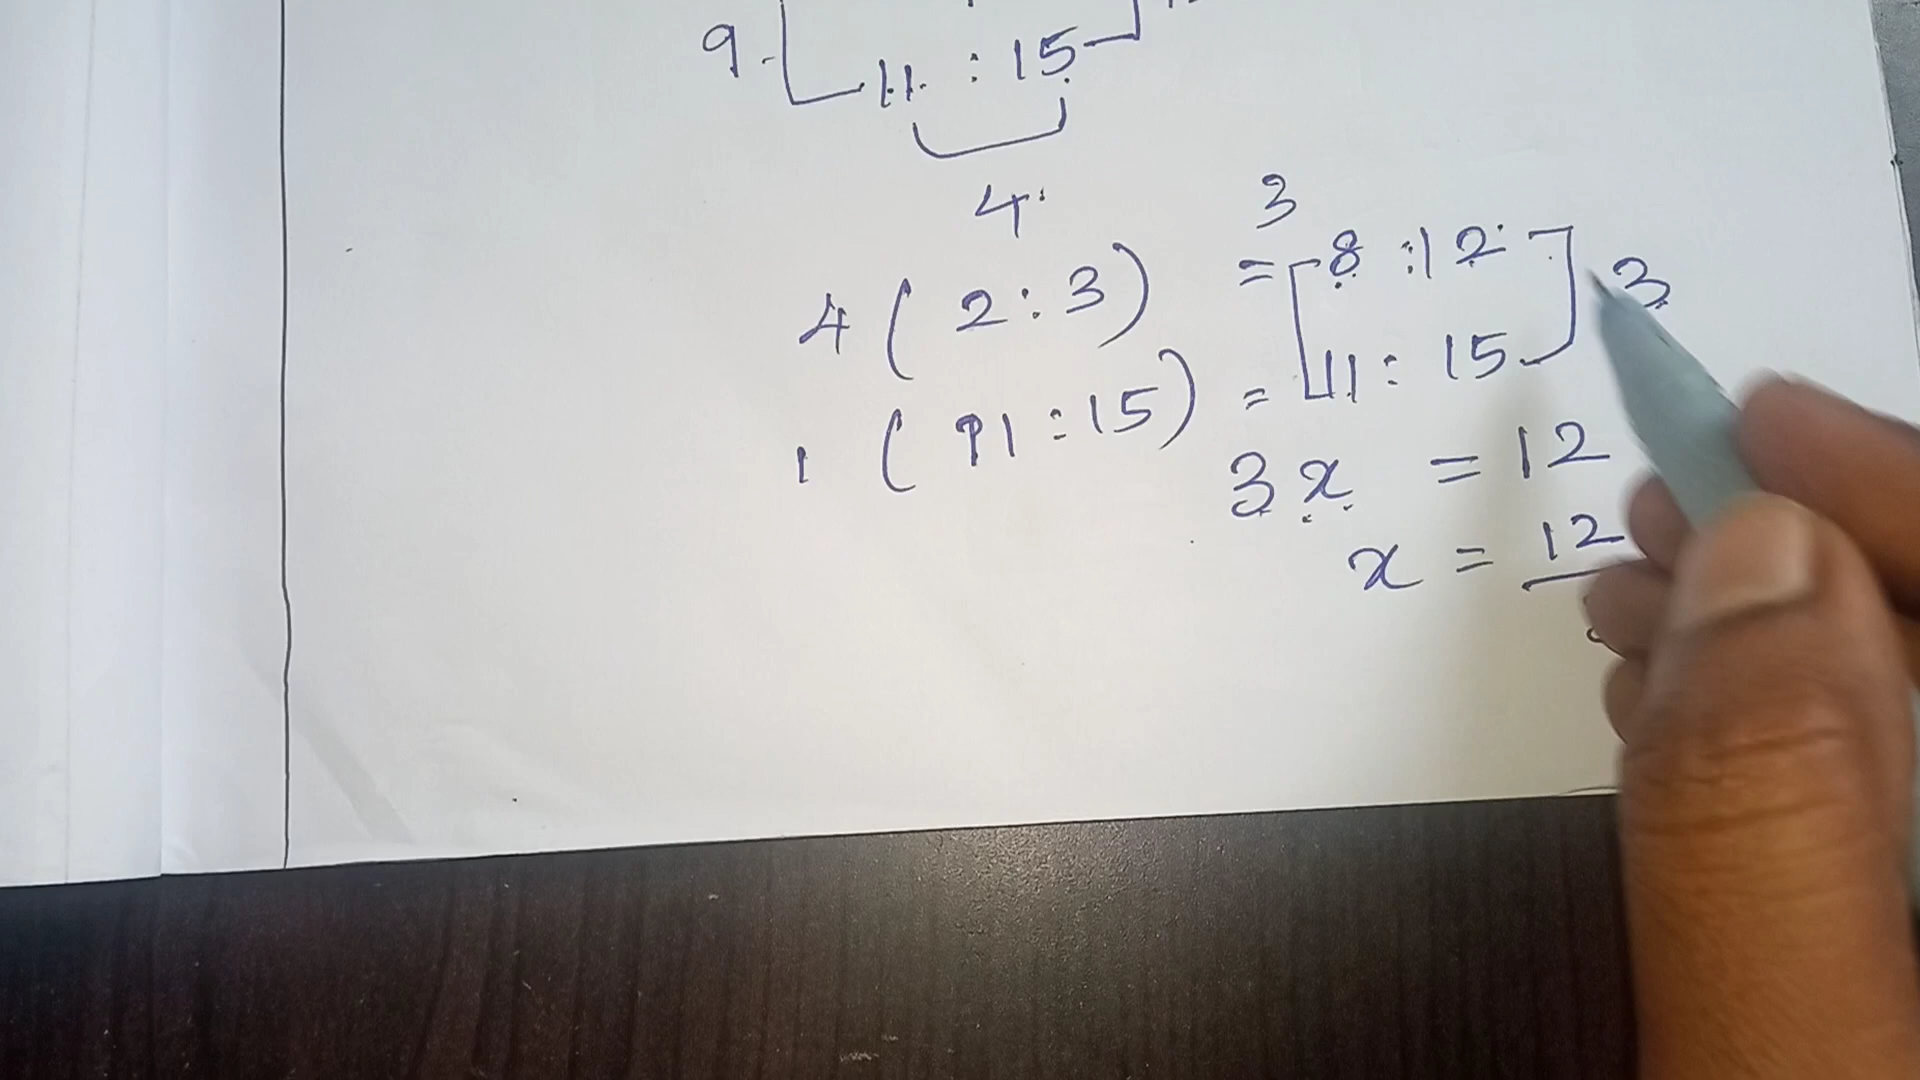 9 11 : 15
4
3
4 ( 2 : 3 ) = 8 : 12 3
1 ( 11 : 15 ) = 11 : 15
3x = 12
x = 12